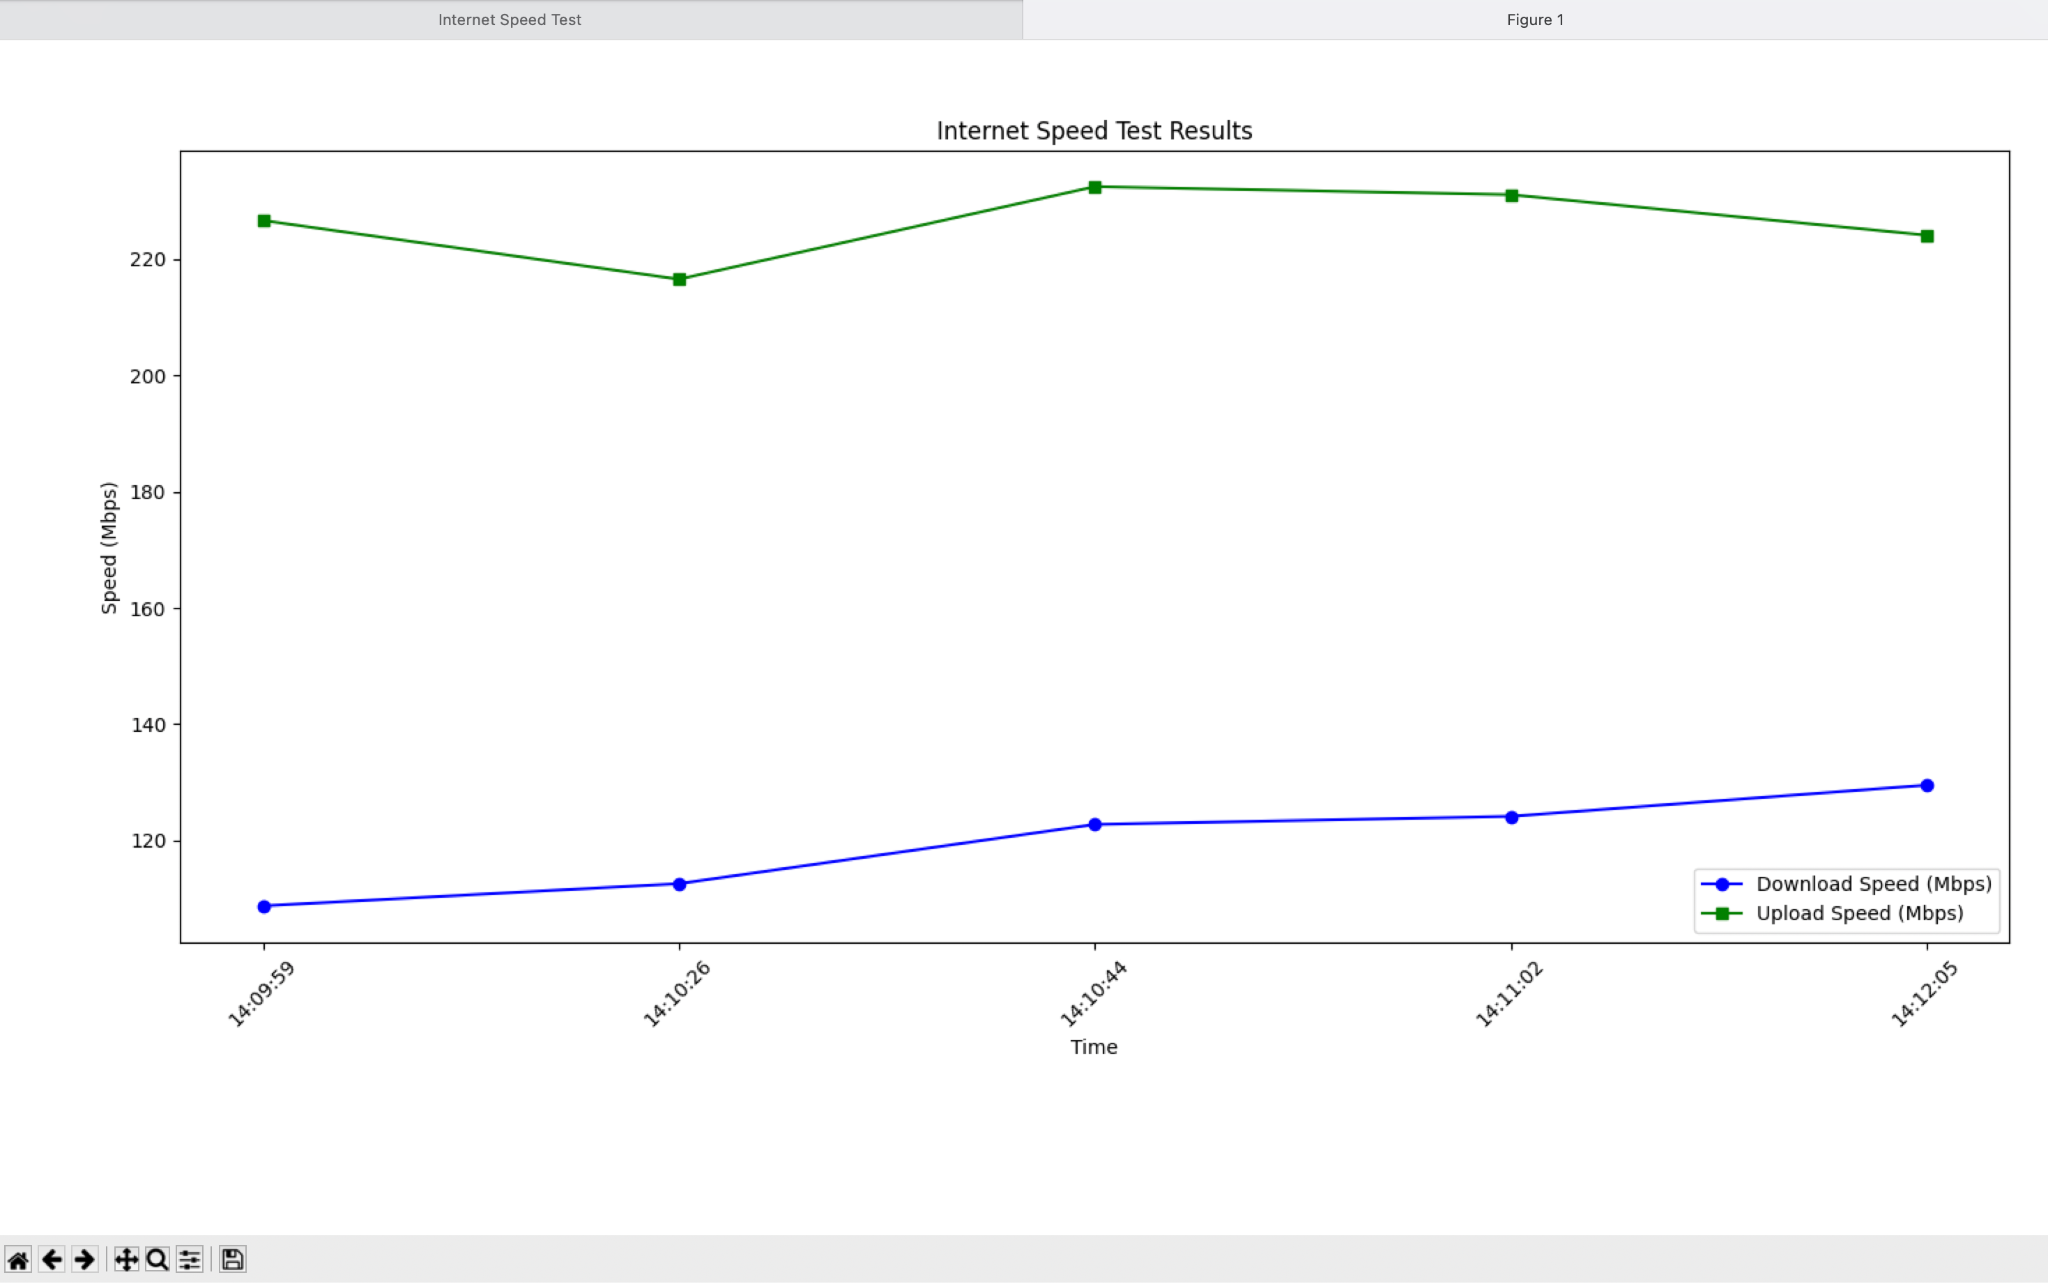 Internet Speed Test
Figure 1
Internet Speed Test Results
220
200
180
160
140
120
Speed (Mbps)
Download Speed (Mbps)
Upload Speed (Mbps)
14:09:59
14:10:26
14:10:44
14:11:02
14:12:05
Time